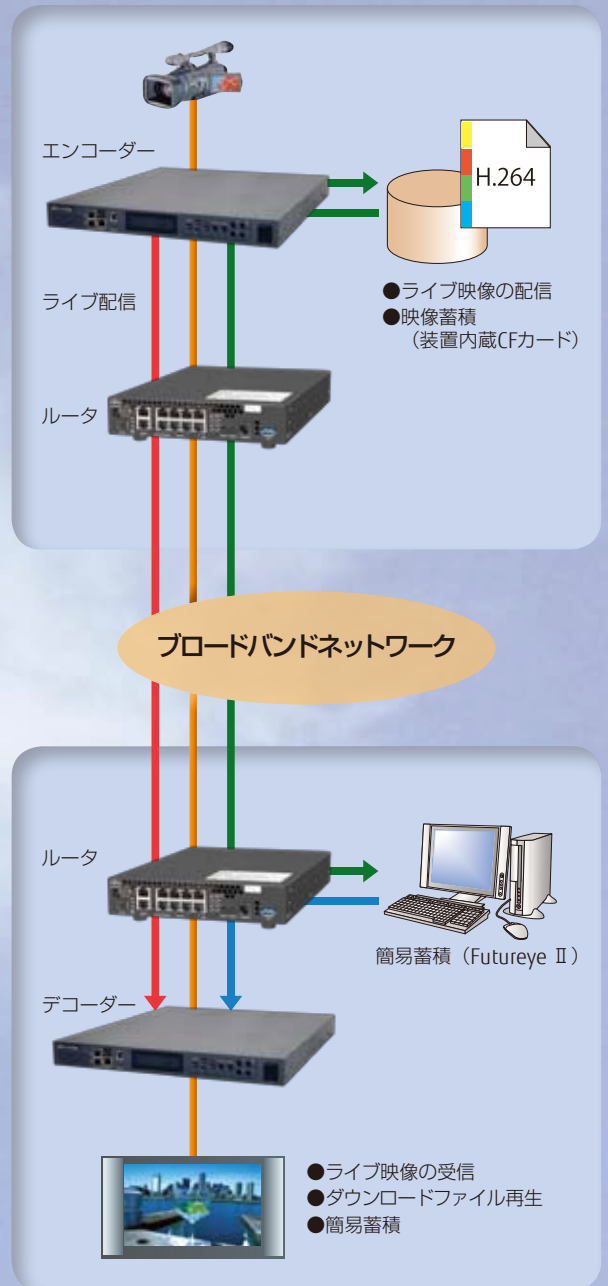 エンコーダー
H.264
ライブ配信
●ライブ映像の配信
●映像蓄積
（装置内蔵CFカード）
ルータ
ブロードバンドネットワーク
ルータ
簡易蓄積（Futureye Ⅱ）
デコーダー
●ライブ映像の受信
●ダウンロードファイル再生
●簡易蓄積